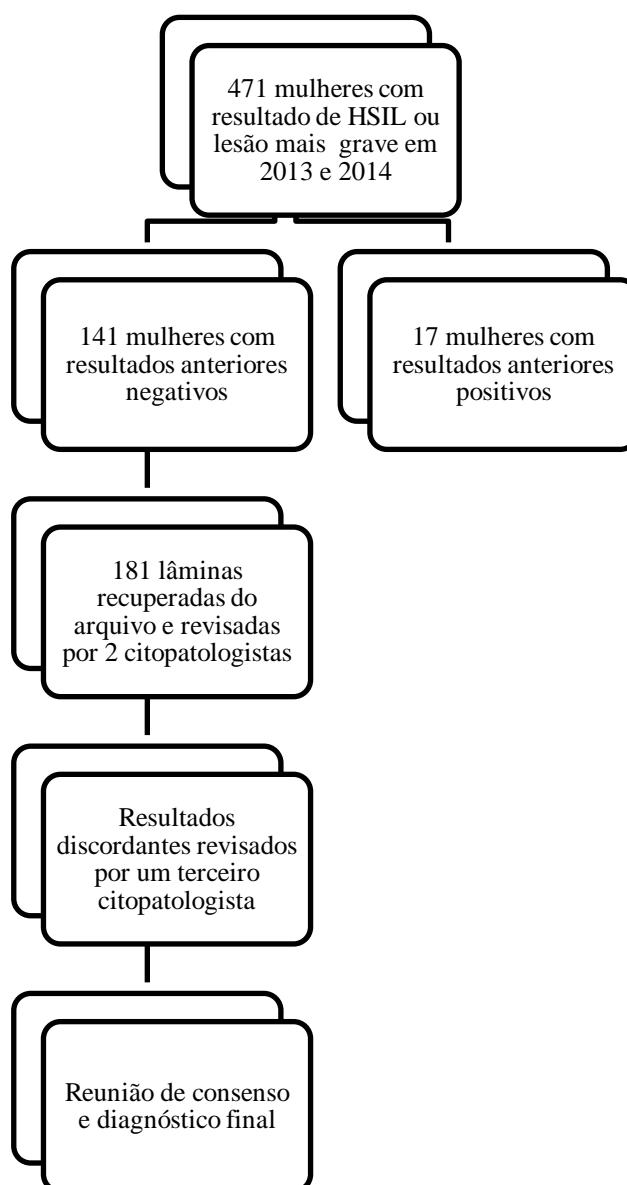 471 mulheres com
resultado de HSIL ou
lesão mais grave em
2013 e 2014
141 mulheres com
resultados anteriores
negativos
17 mulheres com
resultados anteriores
positivos
181 lâminas
recuperadas do
arquivo e revisadas
por 2 citopatologistas
Resultados
discordantes revisados
por um terceiro
citopatologista
Reunião de consenso
e diagnóstico final